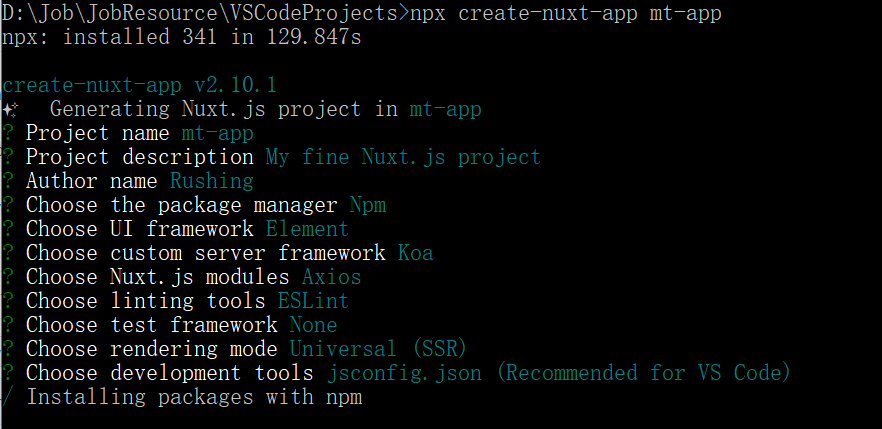 D:\Job\JobResource\VSCodeProjects>npx create-nuxt-app mt-app
npx: installed 341 in 129.847s
create-nuxt-app v2.10.1
✨ Generating Nuxt.js project in mt-app
? Project name mt-app
? Project description My fine Nuxt.js project
? Author name Rushing
? Choose the package manager Npm
? Choose UI framework Element
? Choose custom server framework Koa
? Choose Nuxt.js modules Axios
? Choose linting tools ESLint
? Choose test framework None
? Choose rendering mode Universal (SSR)
? Choose development tools jsconfig.json (Recommended for VS Code)
/ Installing packages with npm